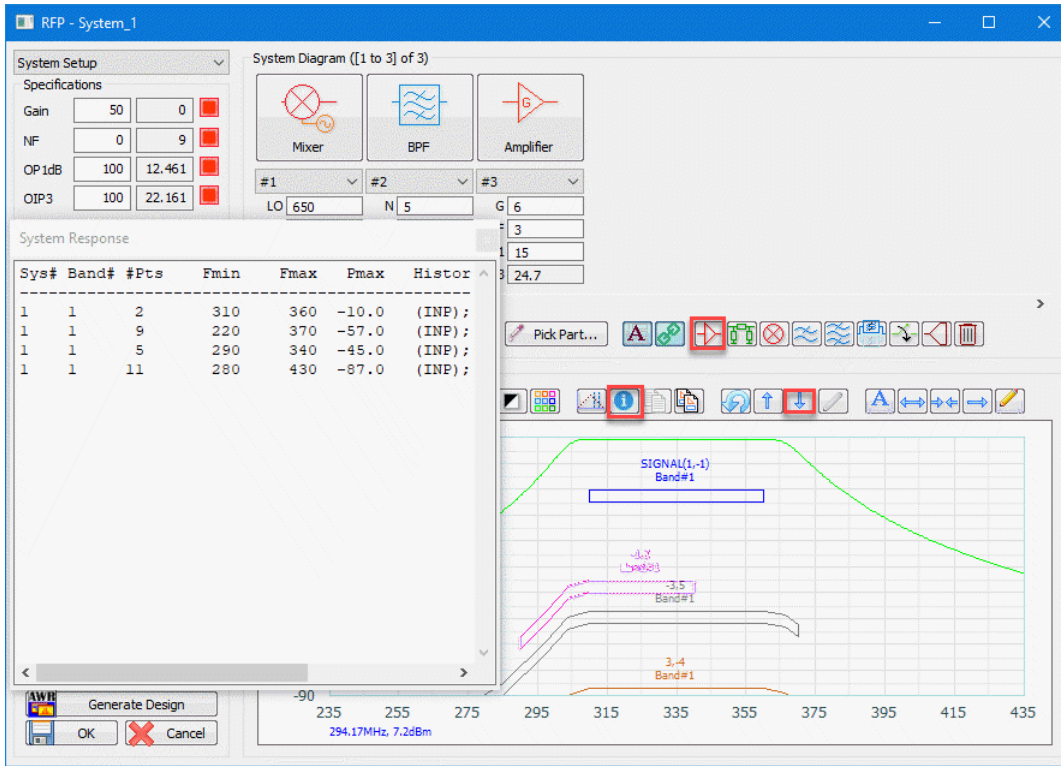 RFP - System_1
System Setup
Specifications
Gain 50 0
NF 0 9
OP1dB 100 12.461
OIP3 100 22.161
System Diagram ([1 to 3] of 3)
Mixer BPF Amplifier
#1 #2 #3
LO 650 N 5 G 6
3
15
24.7
System Response
Sys# Band# #Pts Fmin Fmax Pmax Histor
1 1 2 310 360 -10.0 (INP);
1 1 9 220 370 -57.0 (INP);
1 1 5 290 340 -45.0 (INP);
1 1 11 280 430 -87.0 (INP);
Pick Part...
SIGNAL(1,-1)
Band#1
-3,5
Band#1
3,-4
Band#1
-90
235 255 275 295 315 335 355 375 395 415 435
294.17MHz, 7.2dBm
AWR
Generate Design
OK Cancel